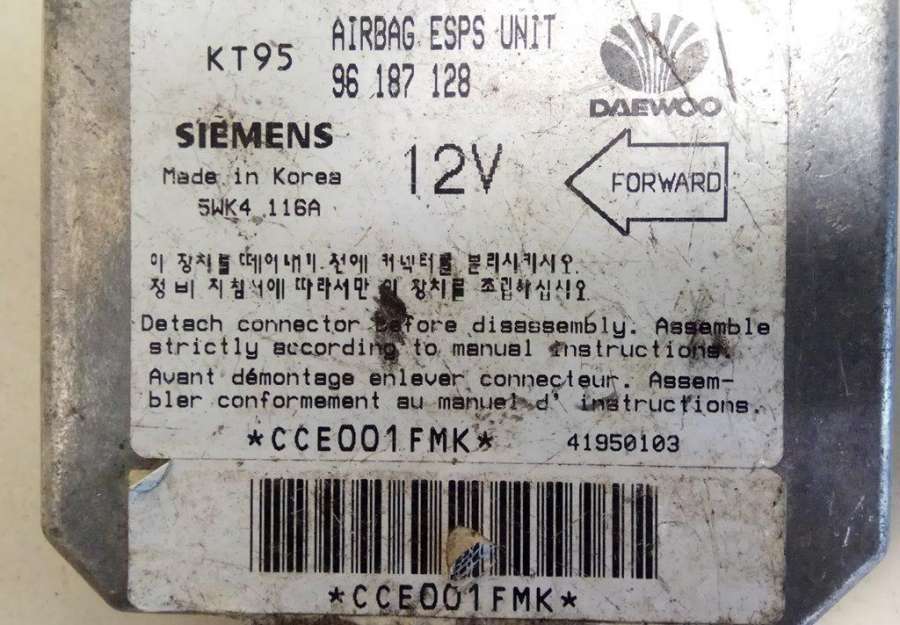 KT95
AIRBAG ESPS UNIT
96 187 128
DAEWOO
SIEMENS
Made in Korea
5WK4 116A
12V
FORWARD
이 장치를 떼어내기 전에 커넥터를 분리시키시오.
정비 지침서에 따라서만 이 장치를 조립하십시오.
Detach connector before disassembly. Assemble
strictly according to manual instructions.
Avant démontage enlever connecteur. Assem-
bler conformement au manuel d' instructions.
*CCE001FMK*
41950103
*CCE001FMK*